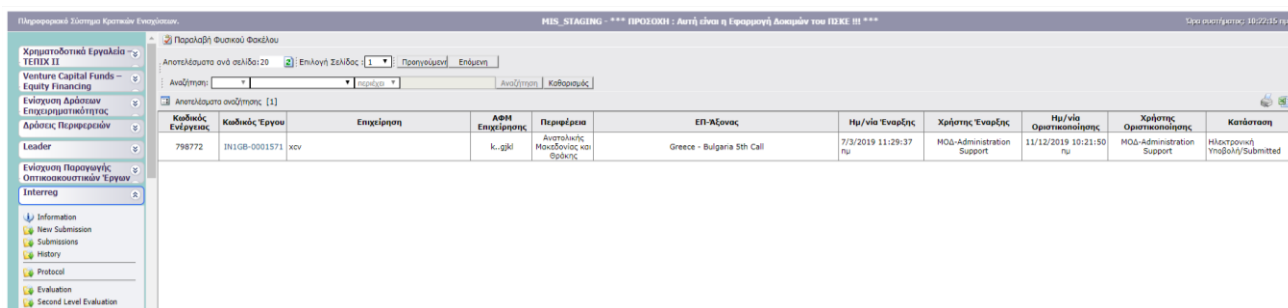 Πληροφοριακό Σύστημα Κρατικών Ενισχύσεων.
MIS_STAGING - *** ΠΡΟΣΟΧΗ : Αυτή είναι η Εφαρμογή Δοκιμών του ΠΣΚΕ !!! ***
Ώρα συστήματος: 10:22:15 πμ
Παραλαβή Φυσικού Φακέλου
Αποτελέσματα ανά σελίδα: 20 Επιλογή Σελίδας : 1 Προηγούμενη Επόμενη
Αναζήτηση: περιέχει Αναζήτηση Καθαρισμός
Αποτελέσματα αναζήτησης [1]
Κωδικός Ενέργειας Κωδικός Έργου Επιχείρηση ΑΦΜ Επιχείρησης Περιφέρεια ΕΠ-Άξονας Ημ/νία Έναρξης Χρήστης Έναρξης Ημ/νία Οριστικοποίησης Χρήστης Οριστικοποίησης Κατάσταση
798772 IN1GB-0001571 xcv k..gjkl Ανατολικής Μακεδονίας και Θράκης Greece - Bulgaria 5th Call 7/3/2019 11:29:37 πμ ΜΟΔ-Administration Support 11/12/2019 10:21:50 πμ ΜΟΔ-Administration Support Ηλεκτρονική Υποβολή/Submitted
Χρηματοδοτικά Εργαλεία –
ΤΕΠΙΧ ΙΙ
Venture Capital Funds –
Equity Financing
Ενίσχυση Δράσεων
Επιχειρηματικότητας
Δράσεις Περιφερειών
Leader
Ενίσχυση Παραγωγής
Οπτικοακουστικών Έργων
Interreg
Information
New Submission
Submissions
History
Protocol
Evaluation
Second Level Evaluation